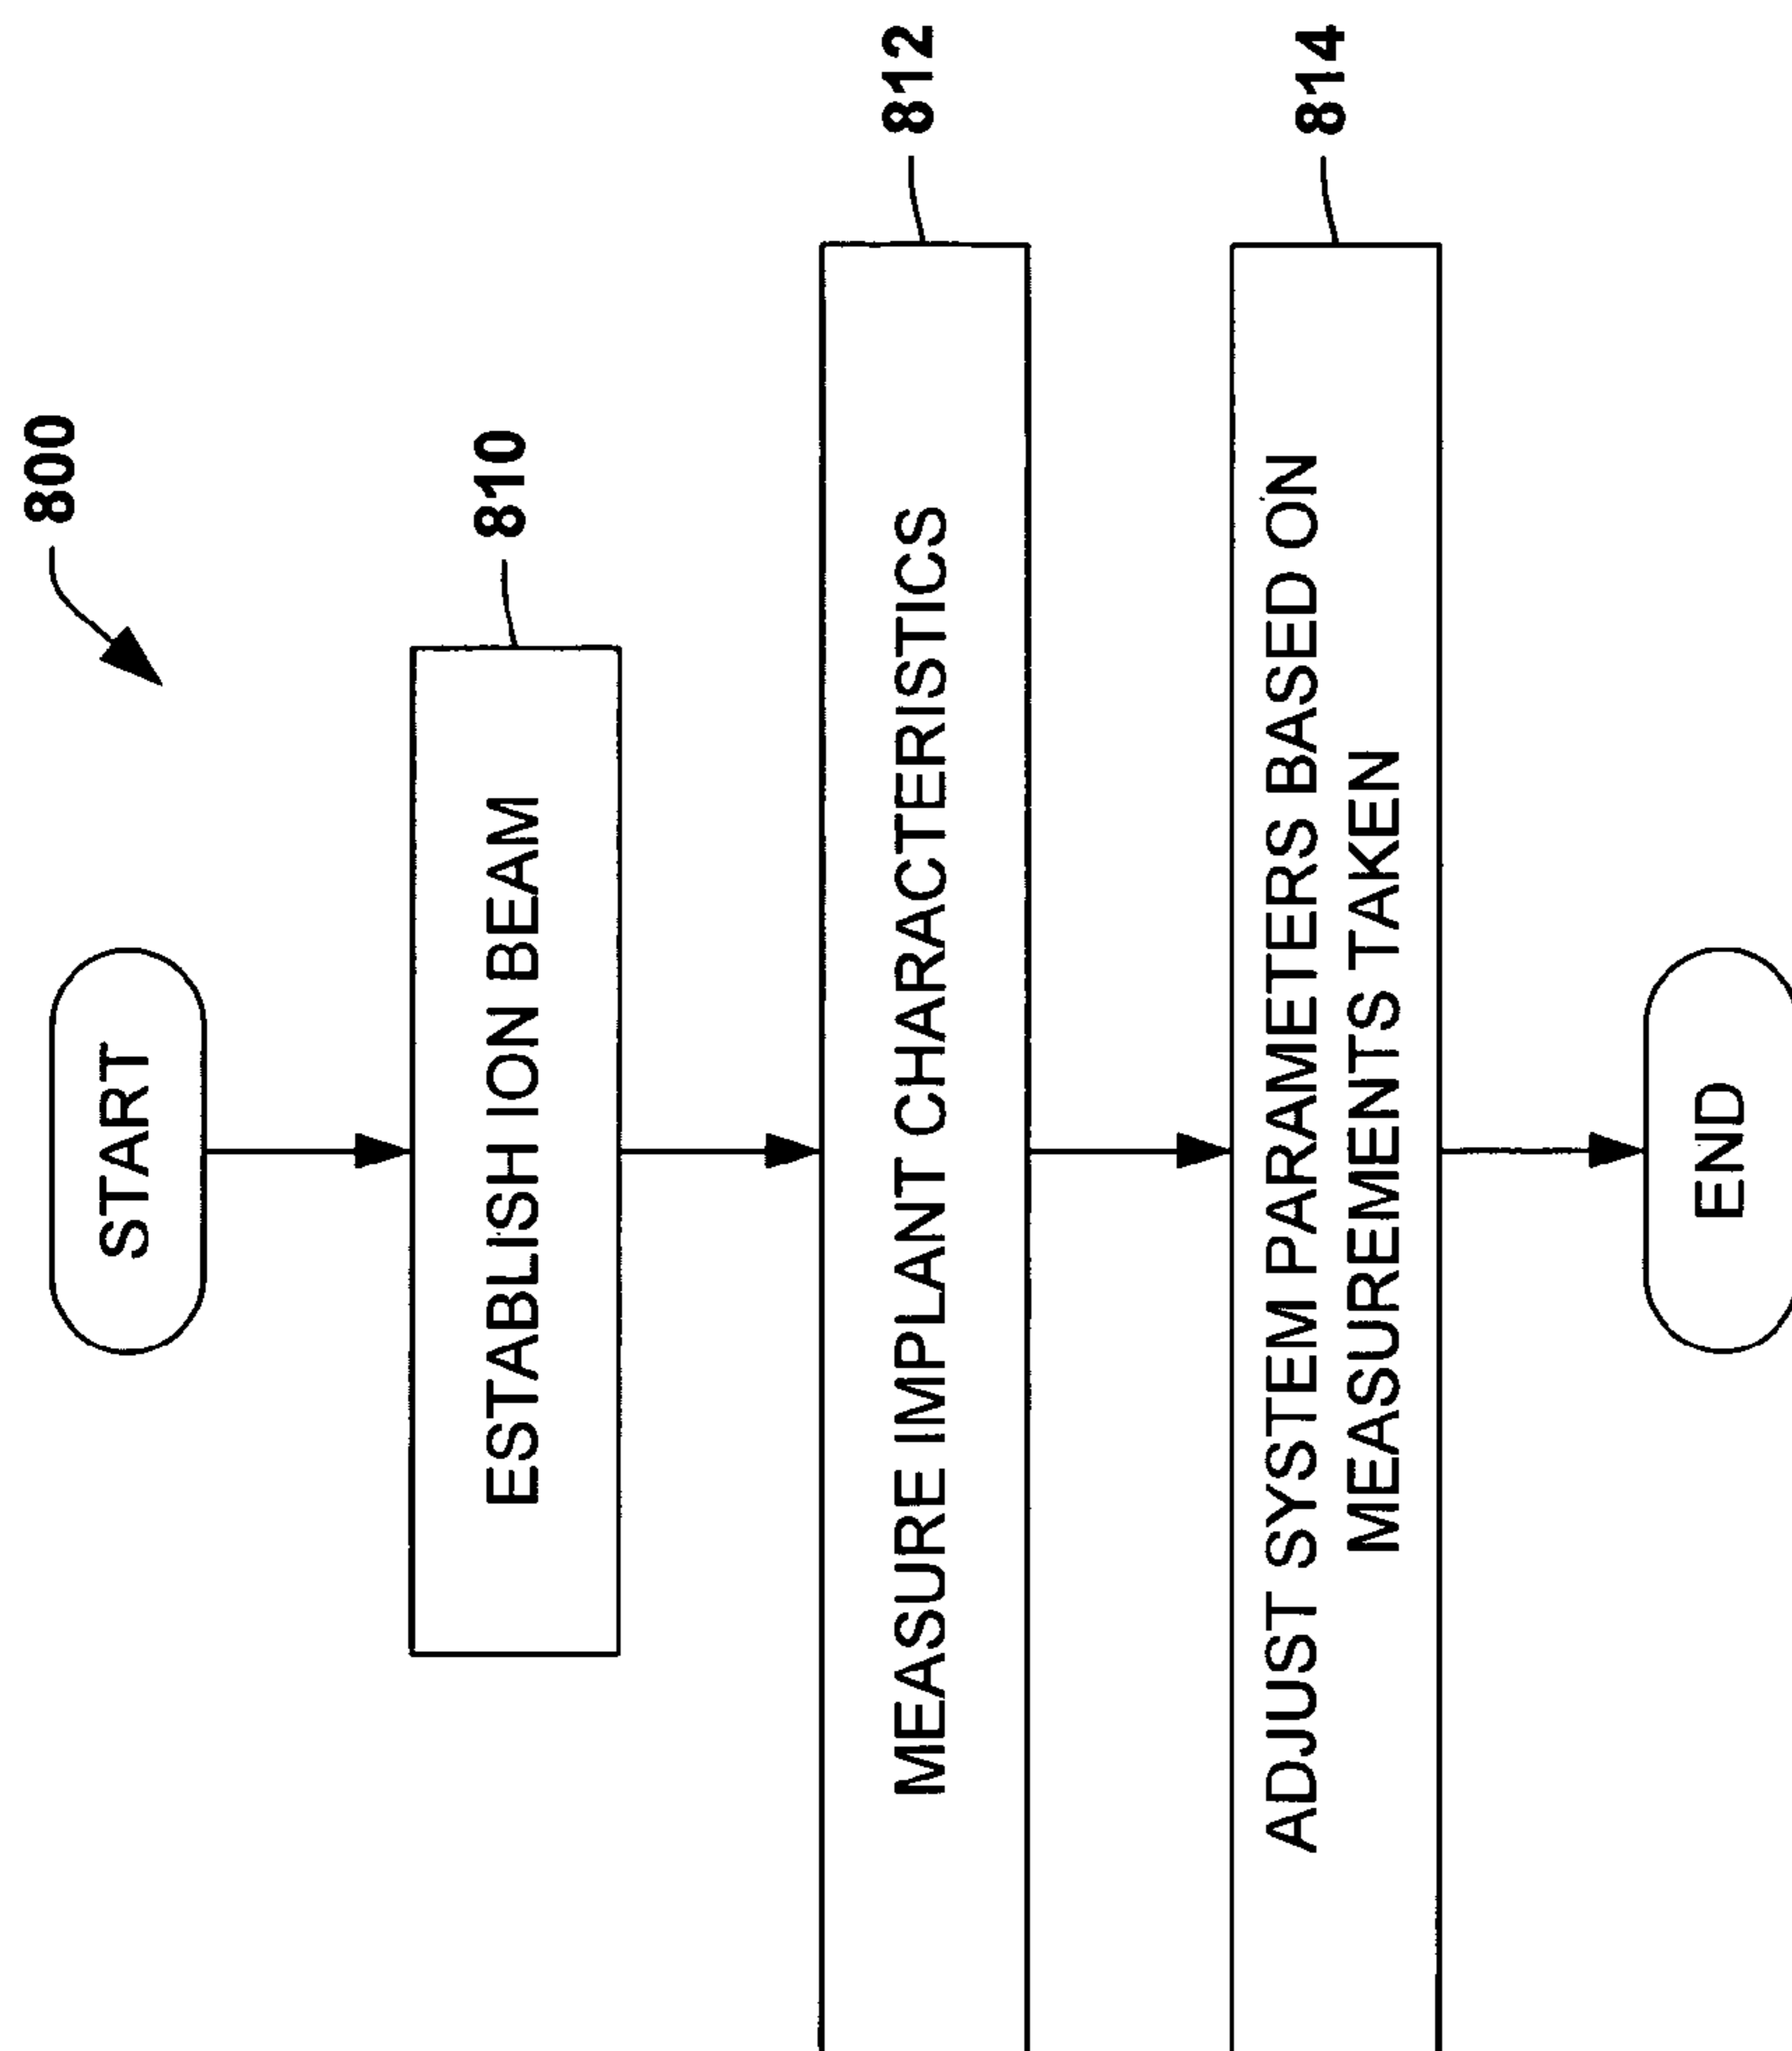 800
START
810
ESTABLISH ION BEAM
812
MEASURE IMPLANT CHARACTERISTICS
814
ADJUST SYSTEM PARAMETERS BASED ON
MEASUREMENTS TAKEN
END